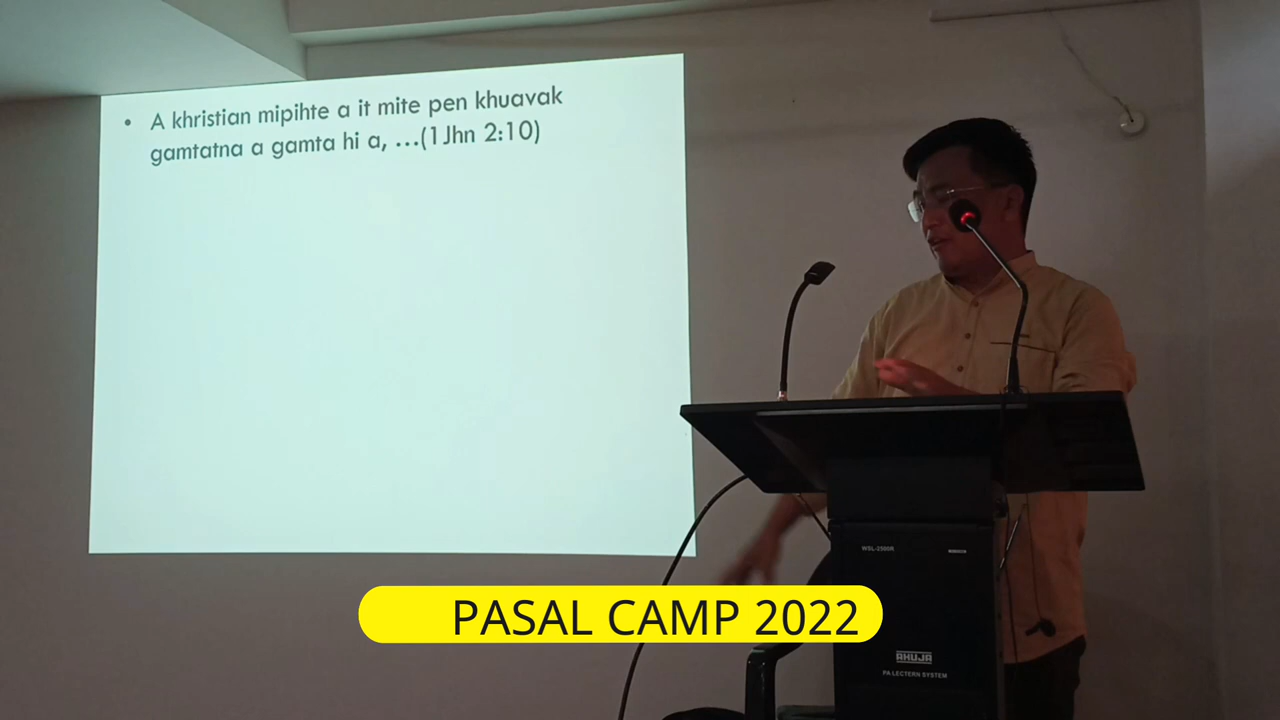 • A khristian mipihte a it mite pen khuavak
gamtatna a gamta hi a, ...(1Jhn 2:10)
WSL-2500R
PASAL CAMP 2022
AHUJA
PA LECTERN SYSTEM